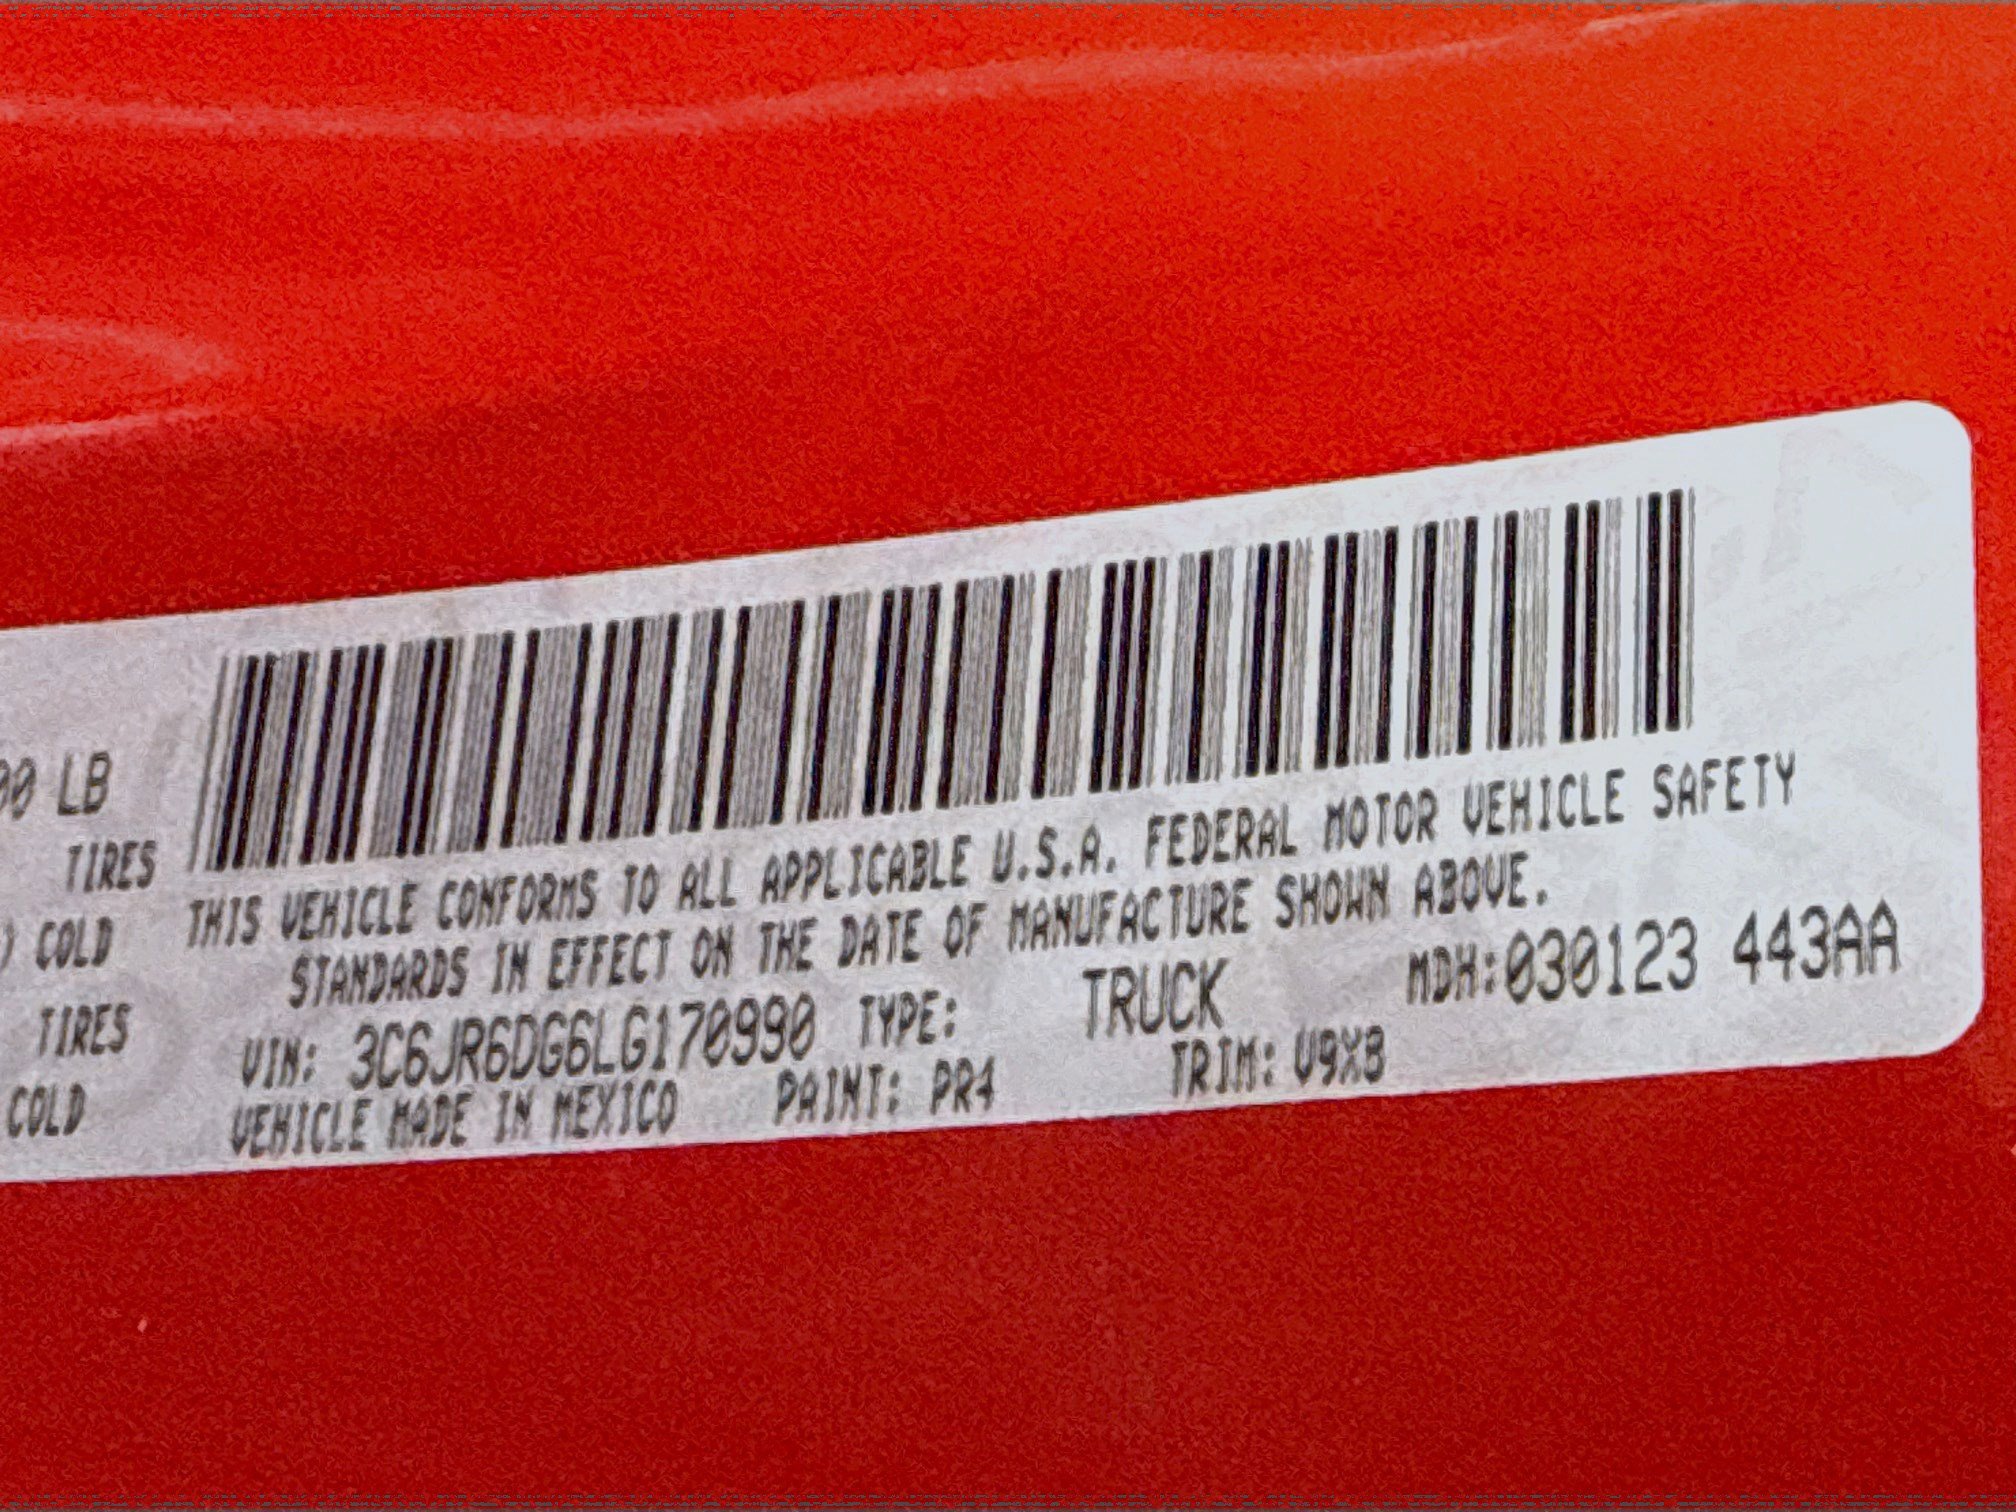 00 LB
TIRES
COLD
TIRES
COLD
THIS VEHICLE CONFORMS TO ALL APPLICABLE U.S.A. FEDERAL MOTOR VEHICLE SAFETY
STANDARDS IN EFFECT ON THE DATE OF MANUFACTURE SHOWN ABOVE.
VIN: 3C6JR6DG6LG170990 TYPE: TRUCK MDH:030123 443AA
VEHICLE MADE IN MEXICO PAINT: PR4 TRIM: V9X8